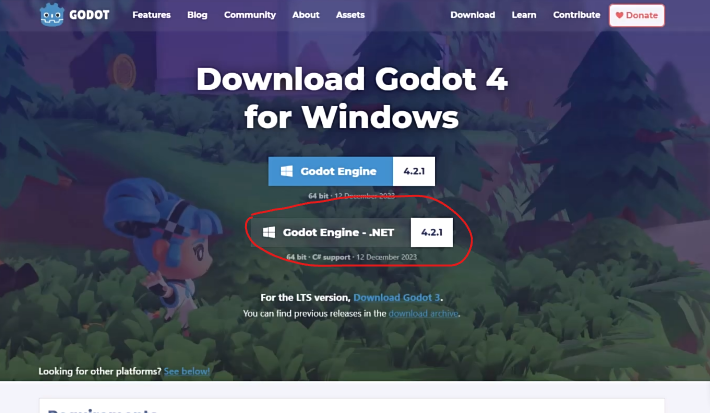 GODOT Features Blog Community About Assets Download Learn Contribute Donate
Download Godot 4
for Windows
Godot Engine 4.2.1
64 bit · 12 December 2023
Godot Engine - .NET 4.2.1
64 bit · C# support · 12 December 2023
For the LTS version, Download Godot 3.
You can find previous releases in the download archive.
Looking for other platforms? See below!
Requirements